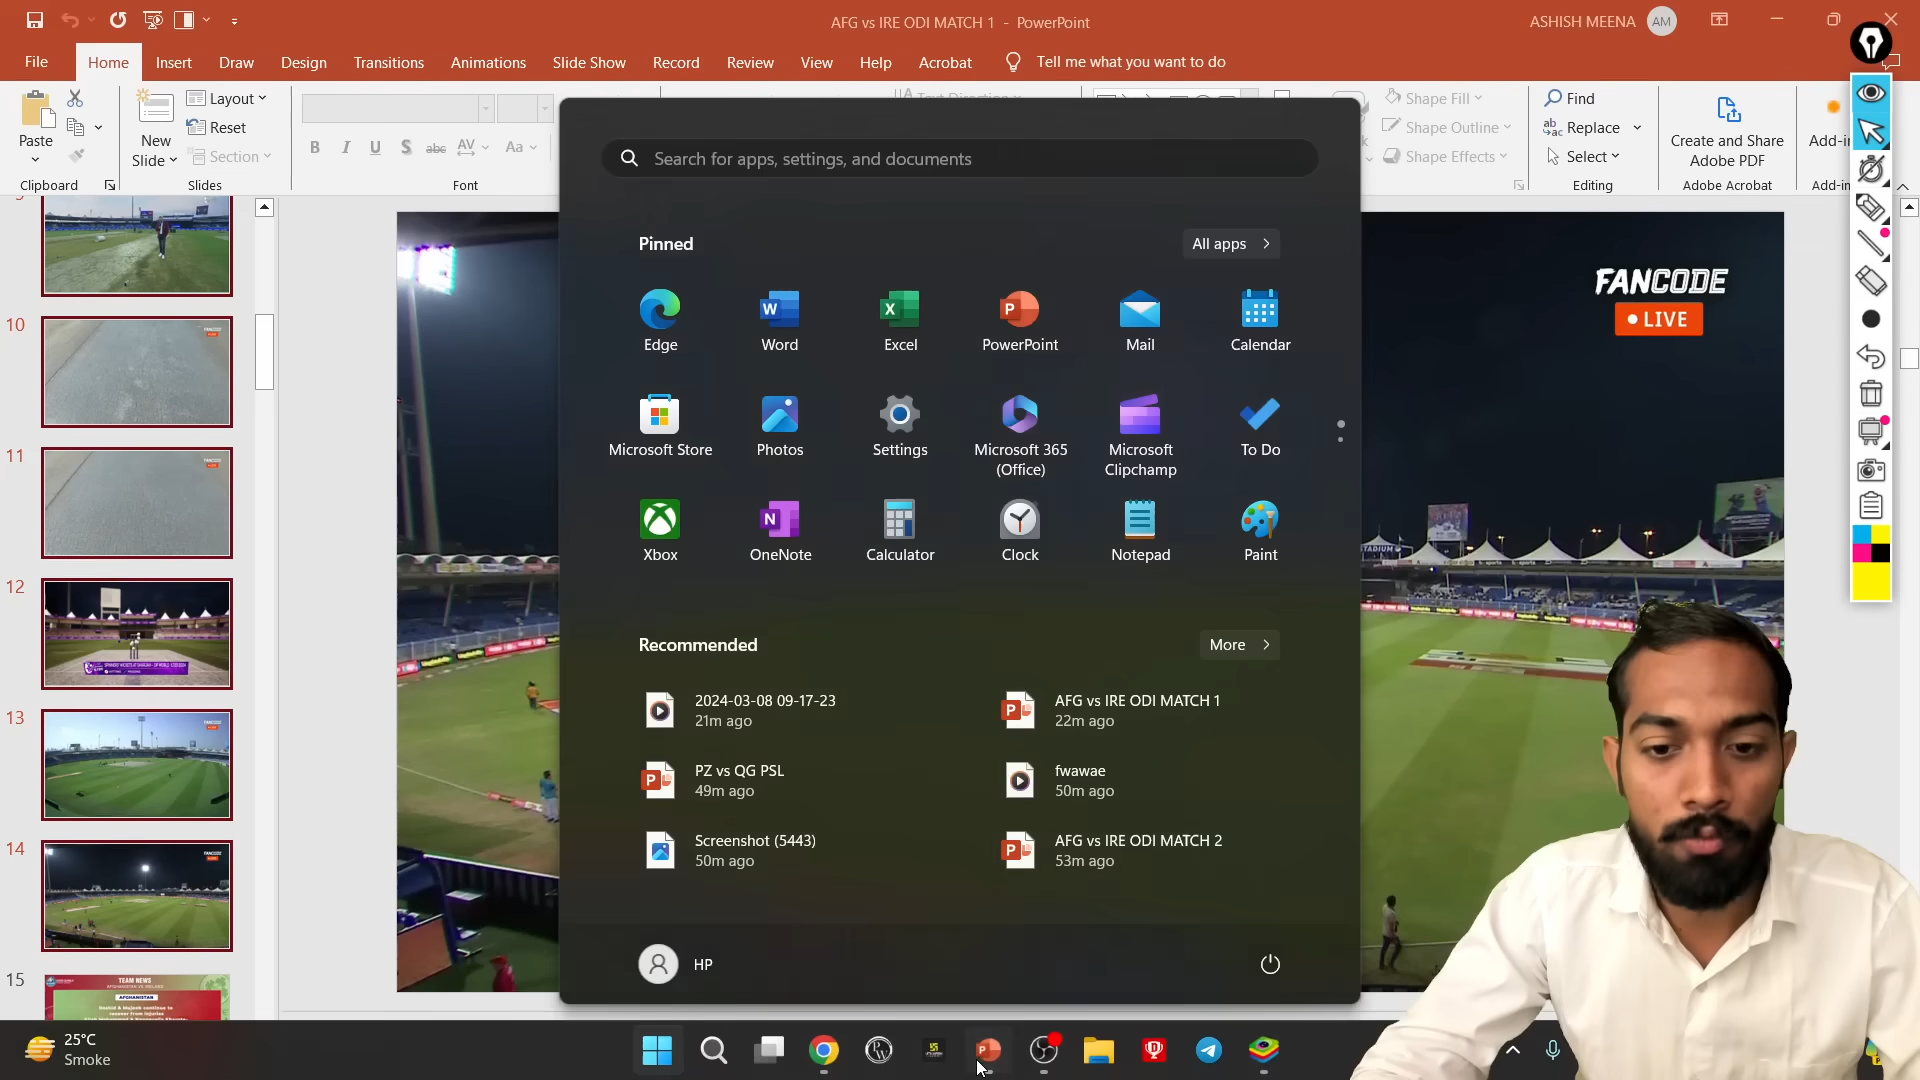 AFG vs IRE ODI MATCH 1 - PowerPoint
ASHISH MEENA
AM
File
Home
Insert
Draw
Design
Transitions
Animations
Slide Show
Record
Review
View
Help
Acrobat
Tell me what you want to do
Paste
Clipboard
New
Slide
Layout
Reset
Section
Slides
Font
Shape Fill
Shape Outline
Shape Effects
Find
Replace
Select
Editing
Create and Share
Adobe PDF
Adobe Acrobat
Search for apps, settings, and documents
Pinned
All apps
Edge
Word
Excel
PowerPoint
Mail
Calendar
Microsoft Store
Photos
Settings
Microsoft 365
(Office)
Microsoft
Clipchamp
To Do
Xbox
OneNote
Calculator
Clock
Notepad
Paint
Recommended
More
2024-03-08 09-17-23
21m ago
AFG vs IRE ODI MATCH 1
22m ago
PZ vs QG PSL
49m ago
fwawae
50m ago
Screenshot (5443)
50m ago
AFG vs IRE ODI MATCH 2
53m ago
HP
FANCODE
LIVE
10
11
12
13
14
15
TEAM NEWS
AFGHANISTAN
25°C
Smoke